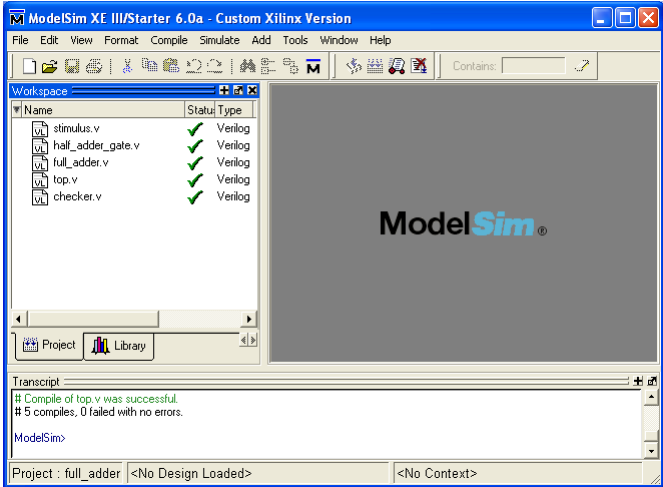 ModelSim XE III/Starter 6.0a - Custom Xilinx Version
File Edit View Format Compile Simulate Add Tools Window Help
Contains:
Workspace
Name Status Type
stimulus.v Verilog
half_adder_gate.v Verilog
full_adder.v Verilog
top.v Verilog
checker.v Verilog
ModelSim ®
Project Library
Transcript
# Compile of top.v was successful.
# 5 compiles, 0 failed with no errors.
ModelSim>
Project : full_adder <No Design Loaded> <No Context>